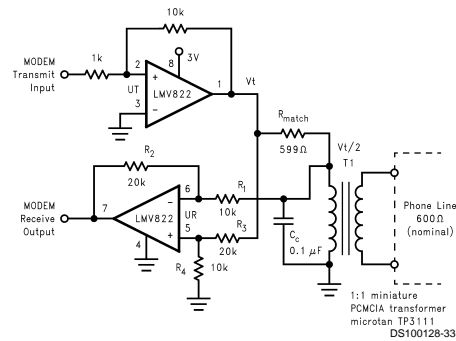 10k
MODEM
Transmit
Input
1k
2
+
UT
3
-
LMV822
8
3V
1
Vt
R match
599Ω
Vt/2
T1
Phone Line
600Ω
(nominal)
R2
20k
MODEM
Receive
Output
7
LMV822
4
6
-
UR
5
+
R1
10k
R3
20k
R4
10k
Cc
0.1 μF
1:1 miniature
PCMCIA transformer
microtan TP3111
DS100128-33